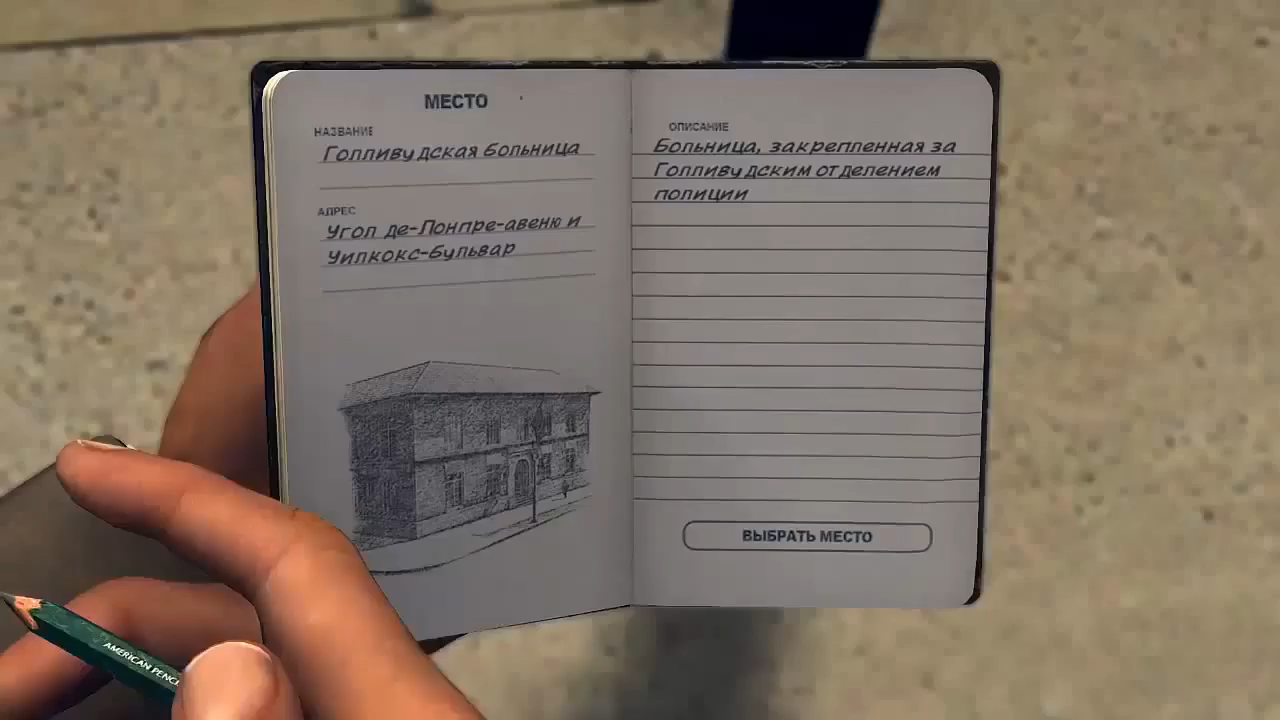 МЕСТО
НАЗВАНИЕ
Голливудская больница
АДРЕС
Угол де-Лонпре-авеню и
Уилкокс-бульвар
ОПИСАНИЕ
Больница, закрепленная за
Голливудским отделением
полиции
ВЫБРАТЬ МЕСТО
AMERICAN PENCI